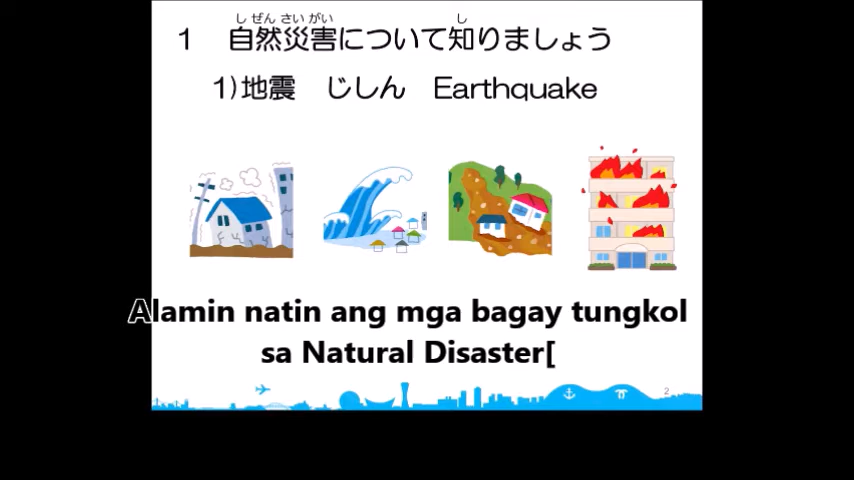 しぜんさいがい し
1 自然災害について知りましょう
1)地震 じしん Earthquake
Alamin natin ang mga bagay tungkol
sa Natural Disaster[
2